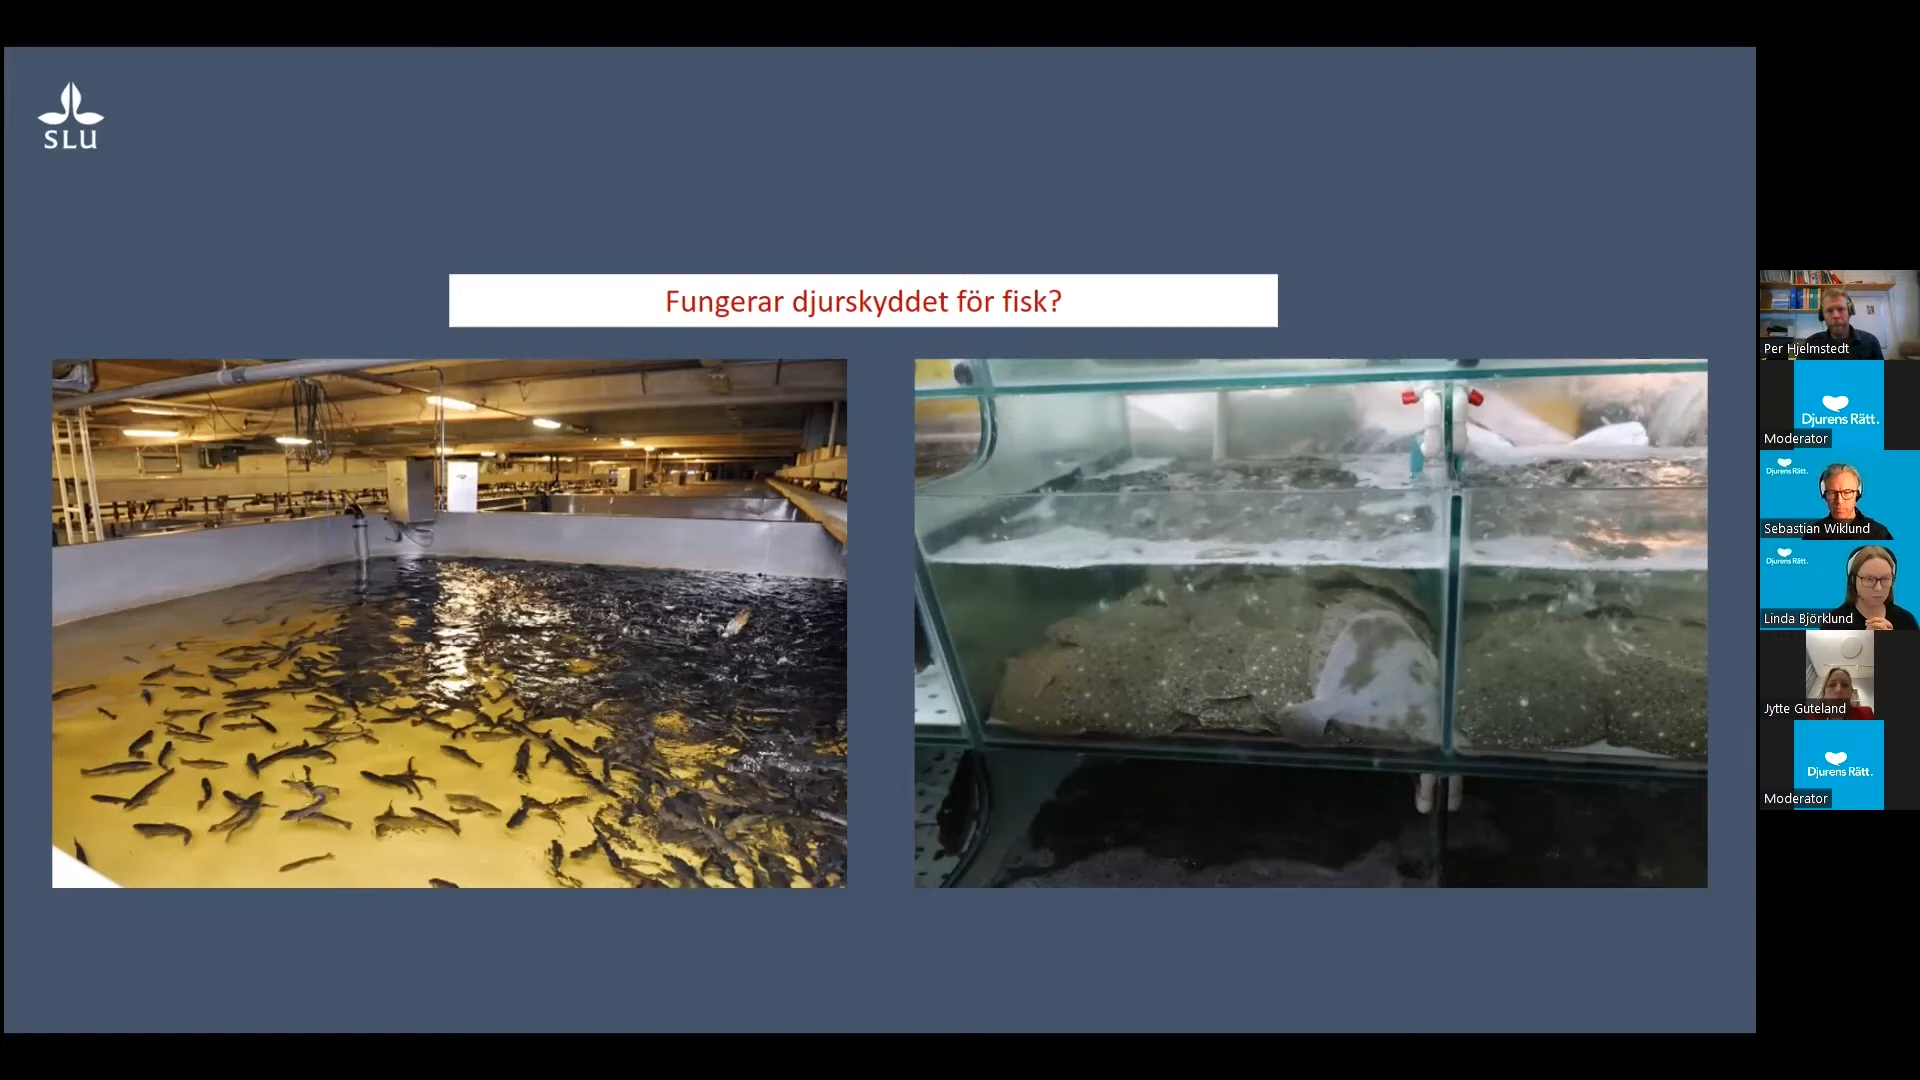 SLU
Fungerar djurskyddet för fisk?
Per Hjelmstedt
Djurens Rätt.
Moderator
Djurens Rätt.
Sebastian Wiklund
Djurens Rätt.
Linda Björklund
Jytte Guteland
Djurens Rätt.
Moderator